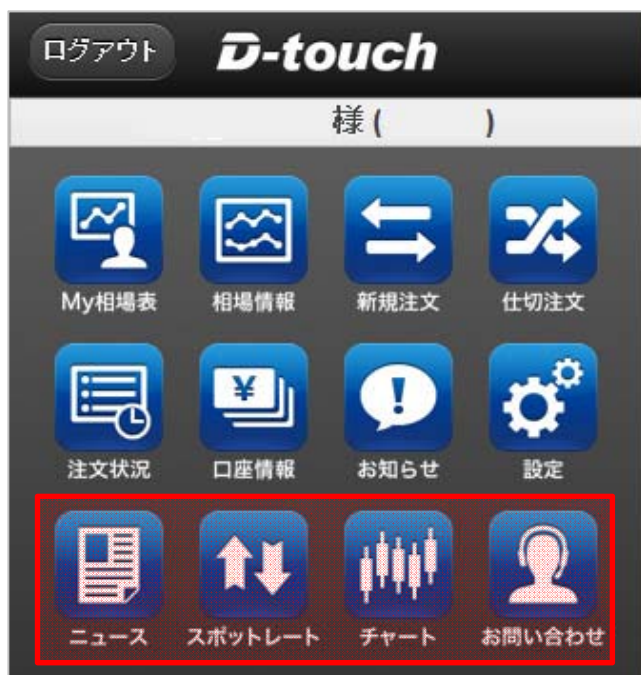 ログアウト D-touch
様 ( )
My相場表 相場情報 新規注文 仕切注文
¥ !
注文状況 口座情報 お知らせ 設定
ニュース スポットレート チャート お問い合わせ